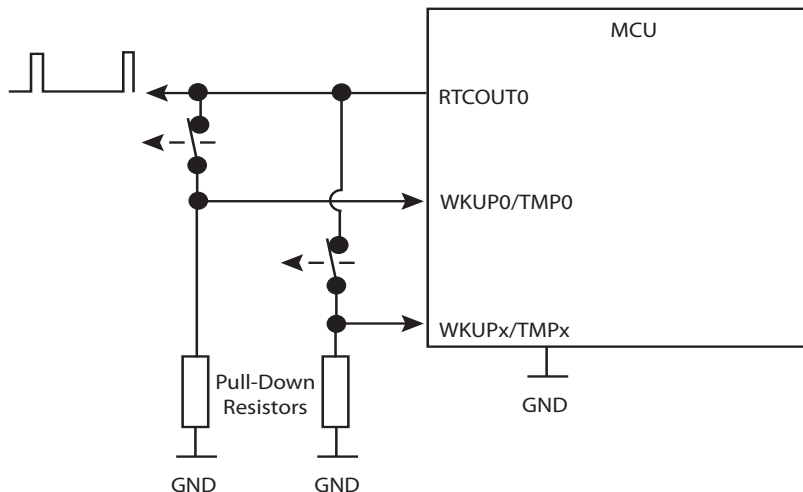 MCU
RTCOUT0
WKUP0/TMP0
WKUPx/TMPx
Pull-Down
Resistors
GND
GND
GND